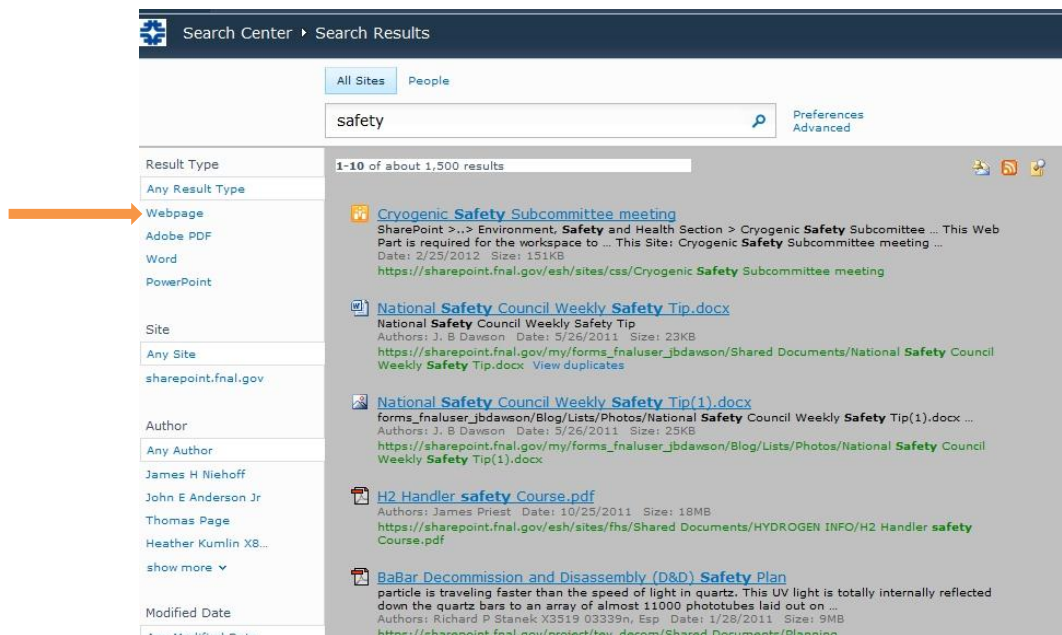 Search Center ▸ Search Results
All Sites People
safety
Preferences
Advanced
Result Type
Any Result Type
Webpage
Adobe PDF
Word
PowerPoint
Site
Any Site
sharepoint.fnal.gov
Author
Any Author
James H Niehoff
John E Anderson Jr
Thomas Page
Heather Kumlin X8...
show more
Modified Date
1-10 of about 1,500 results
Cryogenic Safety Subcommittee meeting
SharePoint >..> Environment, Safety and Health Section > Cryogenic Safety Subcomittee ... This Web
Part is required for the workspace to ... This Site: Cryogenic Safety Subcommittee meeting ...
Date: 2/25/2012 Size: 151KB
https://sharepoint.fnal.gov/esh/sites/css/Cryogenic Safety Subcommittee meeting
National Safety Council Weekly Safety Tip.docx
National Safety Council Weekly Safety Tip
Authors: J. B Dawson Date: 5/26/2011 Size: 23KB
https://sharepoint.fnal.gov/my/forms_fnaluser_jbdawson/Shared Documents/National Safety Council
Weekly Safety Tip.docx View duplicates
National Safety Council Weekly Safety Tip(1).docx
forms_fnaluser_jbdawson/Blog/Lists/Photos/National Safety Council Weekly Safety Tip(1).docx ...
Authors: J. B Dawson Date: 5/26/2011 Size: 25KB
https://sharepoint.fnal.gov/my/forms_fnaluser_jbdawson/Blog/Lists/Photos/National Safety Council
Weekly Safety Tip(1).docx
H2 Handler safety Course.pdf
Authors: James Priest Date: 10/25/2011 Size: 18MB
https://sharepoint.fnal.gov/esh/sites/fhs/Shared Documents/HYDROGEN INFO/H2 Handler safety
Course.pdf
BaBar Decommission and Disassembly (D&D) Safety Plan
particle is traveling faster than the speed of light in quartz. This UV light is totally internally reflected
down the quartz bars to an array of almost 11000 phototubes laid out on ...
Authors: Richard P Stanek X3519 03339n, Esp Date: 1/28/2011 Size: 9MB
https://sharepoint.fnal.gov/project/tev_decom/Shared Documents/Planning